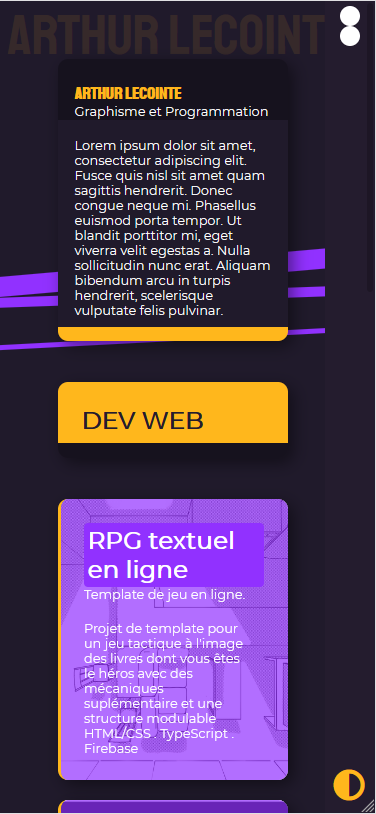 ARTHUR LECOINT
ARTHUR LECOINTE
Graphisme et Programmation
Lorem ipsum dolor sit amet,
consectetur adipiscing elit.
Fusce quis nisl sit amet quam
sagittis hendrerit. Donec
congue neque mi. Phasellus
euismod porta tempor. Ut
blandit porttitor mi, eget
viverra velit egestas a. Nulla
sollicitudin nunc erat. Aliquam
bibendum arcu in turpis
hendrerit, scelerisque
vulputate felis pulvinar.
DEV WEB
RPG textuel
en ligne
Template de jeu en ligne.
Projet de template pour
un jeu tactique à l'image
des livres dont vous êtes
le héros avec des
mécaniques
suplémentaire et une
structure modulable
HTML/CSS . TypeScript .
Firebase